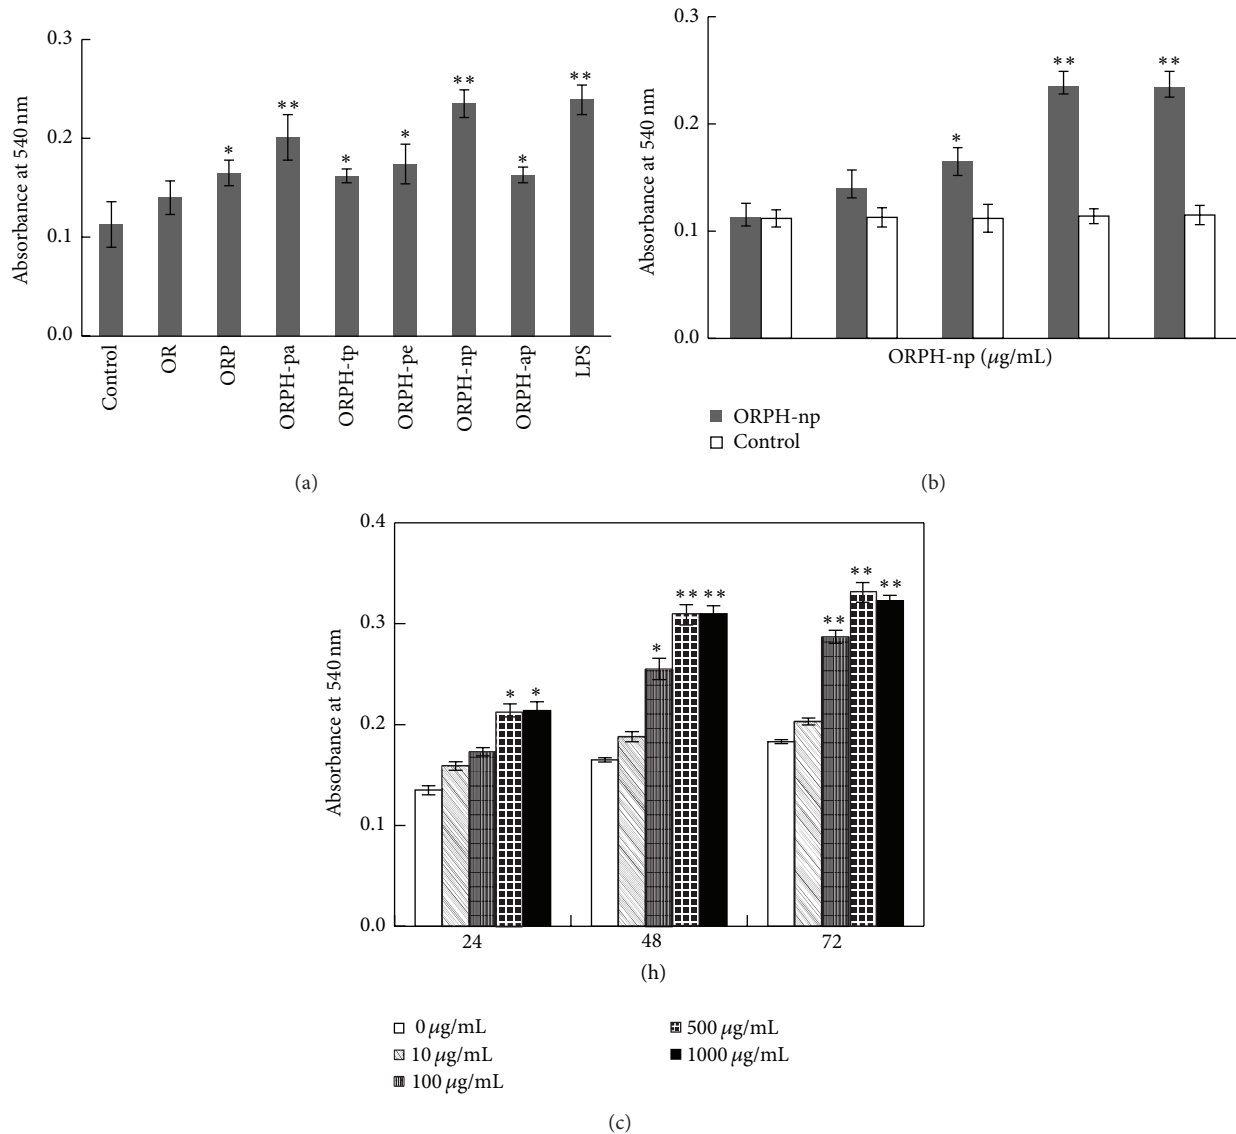 0.3
0.2
0.1
0.0
Absorbance at 540 nm
* ** * * ** * **
Control
OR
ORP
ORPH-pa
ORPH-tp
ORPH-pe
ORPH-np
ORPH-ap
LPS
(a)
0.3
0.2
0.1
0.0
Absorbance at 540 nm
* ** **
ORPH-np (μg/mL)
ORPH-np
Control
(b)
0.4
0.3
0.2
0.1
0.0
Absorbance at 540 nm
* * * ** ** ** ** **
24 48 72
(h)
0 μg/mL
10 μg/mL
100 μg/mL
500 μg/mL
1000 μg/mL
(c)